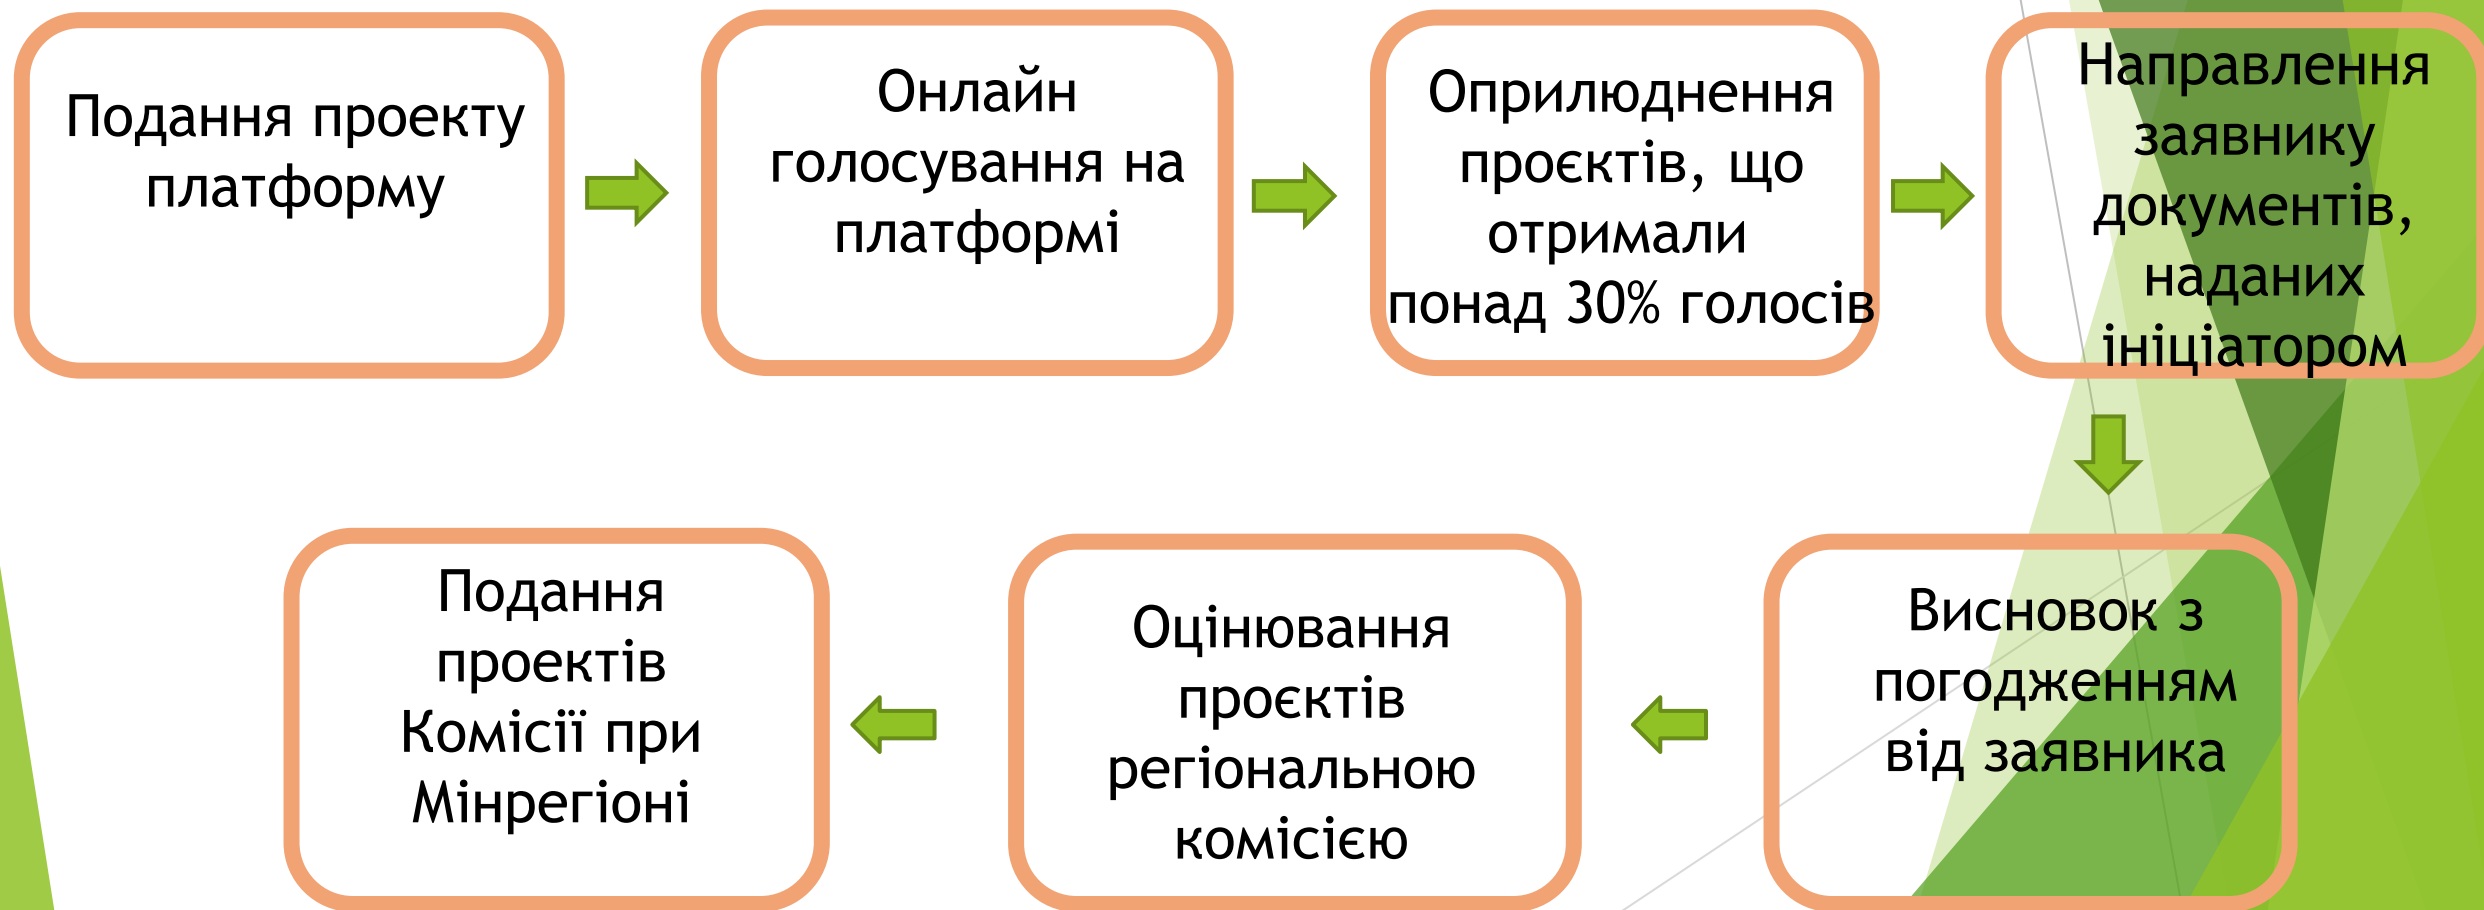 Подання проекту
платформу
Онлайн
голосування на
платформі
Оприлюднення
проєктів, що
отримали
понад 30% голосів
Направлення
заявнику
документів,
наданих
ініціатором
Висновок з
погодженням
від заявника
Оцінювання
проєктів
регіональною
комісією
Подання
проектів
Комісії при
Мінрегіоні